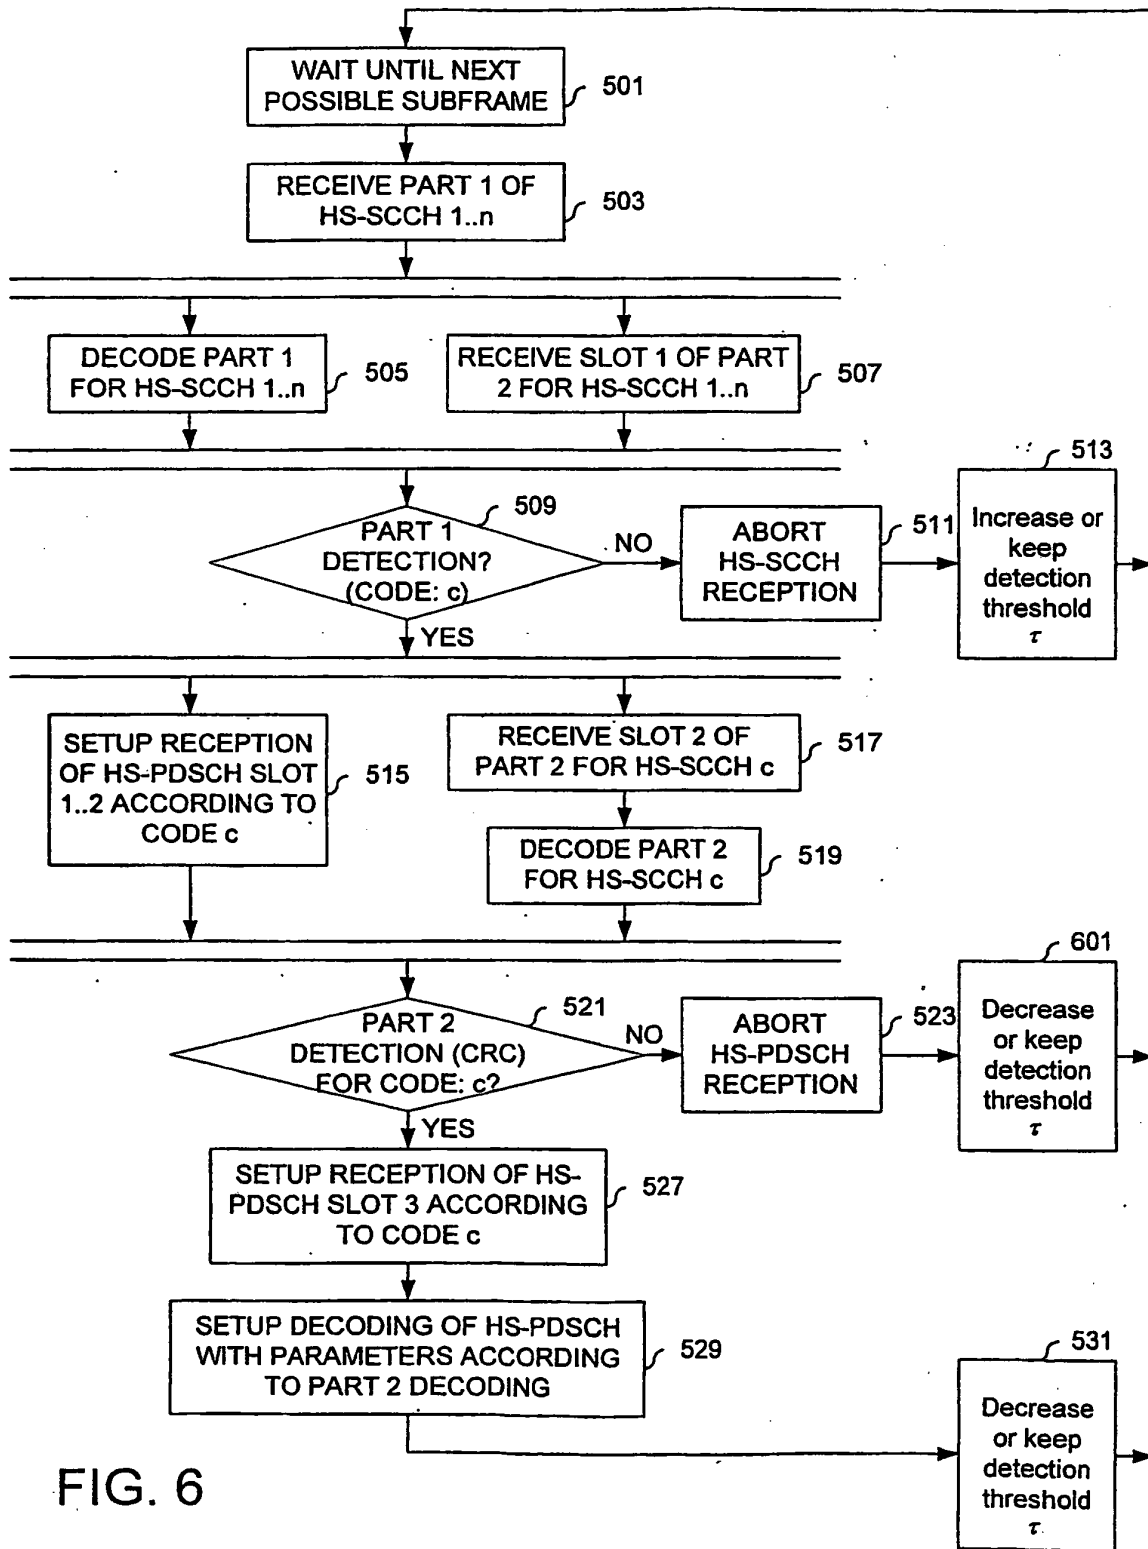 WAIT UNTIL NEXT
POSSIBLE SUBFRAME
501
RECEIVE PART 1 OF
HS-SCCH 1..n
503
DECODE PART 1
FOR HS-SCCH 1..n
505
RECEIVE SLOT 1 OF PART
2 FOR HS-SCCH 1..n
507
PART 1
DETECTION?
(CODE: c)
509
NO
YES
ABORT
HS-SCCH
RECEPTION
511
513
Increase or
keep
detection
threshold
τ
SETUP RECEPTION
OF HS-PDSCH SLOT
1..2 ACCORDING TO
CODE c
515
RECEIVE SLOT 2 OF
PART 2 FOR HS-SCCH c
517
DECODE PART 2
FOR HS-SCCH c
519
PART 2
DETECTION (CRC)
FOR CODE: c?
521
NO
YES
ABORT
HS-PDSCH
RECEPTION
523
601
Decrease
or keep
detection
threshold
τ
SETUP RECEPTION OF HS-
PDSCH SLOT 3 ACCORDING
TO CODE c
527
SETUP DECODING OF HS-PDSCH
WITH PARAMETERS ACCORDING
TO PART 2 DECODING
529
531
Decrease
or keep
detection
threshold
τ
FIG. 6